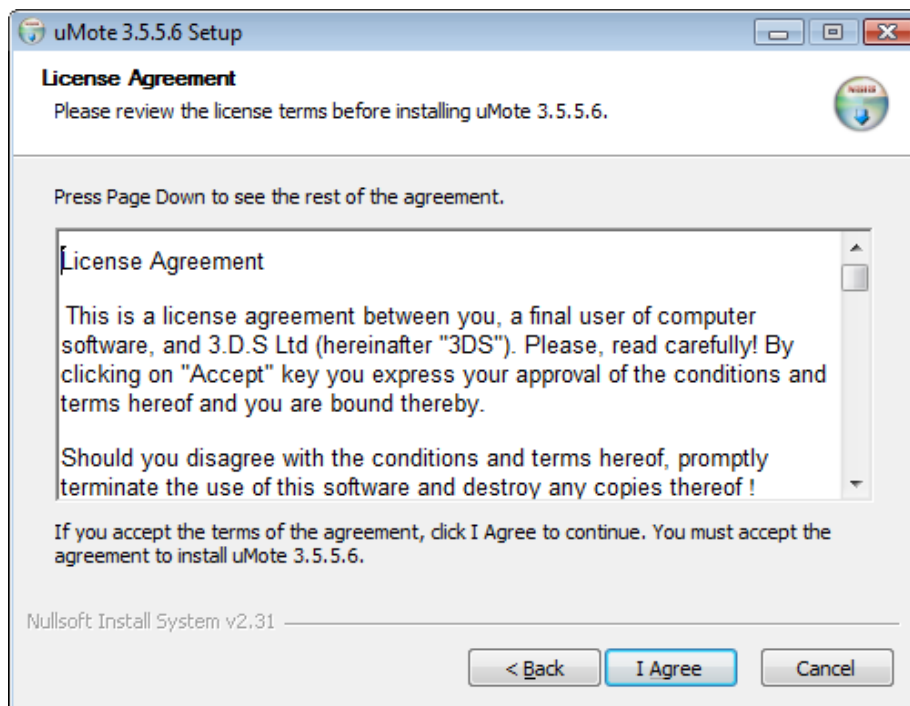 uMote 3.5.5.6 Setup
License Agreement
Please review the license terms before installing uMote 3.5.5.6.
Press Page Down to see the rest of the agreement.
License Agreement
This is a license agreement between you, a final user of computer
software, and 3.D.S Ltd (hereinafter "3DS"). Please, read carefully! By
clicking on "Accept" key you express your approval of the conditions and
terms hereof and you are bound thereby.
Should you disagree with the conditions and terms hereof, promptly
terminate the use of this software and destroy any copies thereof !
If you accept the terms of the agreement, click I Agree to continue. You must accept the
agreement to install uMote 3.5.5.6.
Nullsoft Install System v2.31
< Back
I Agree
Cancel